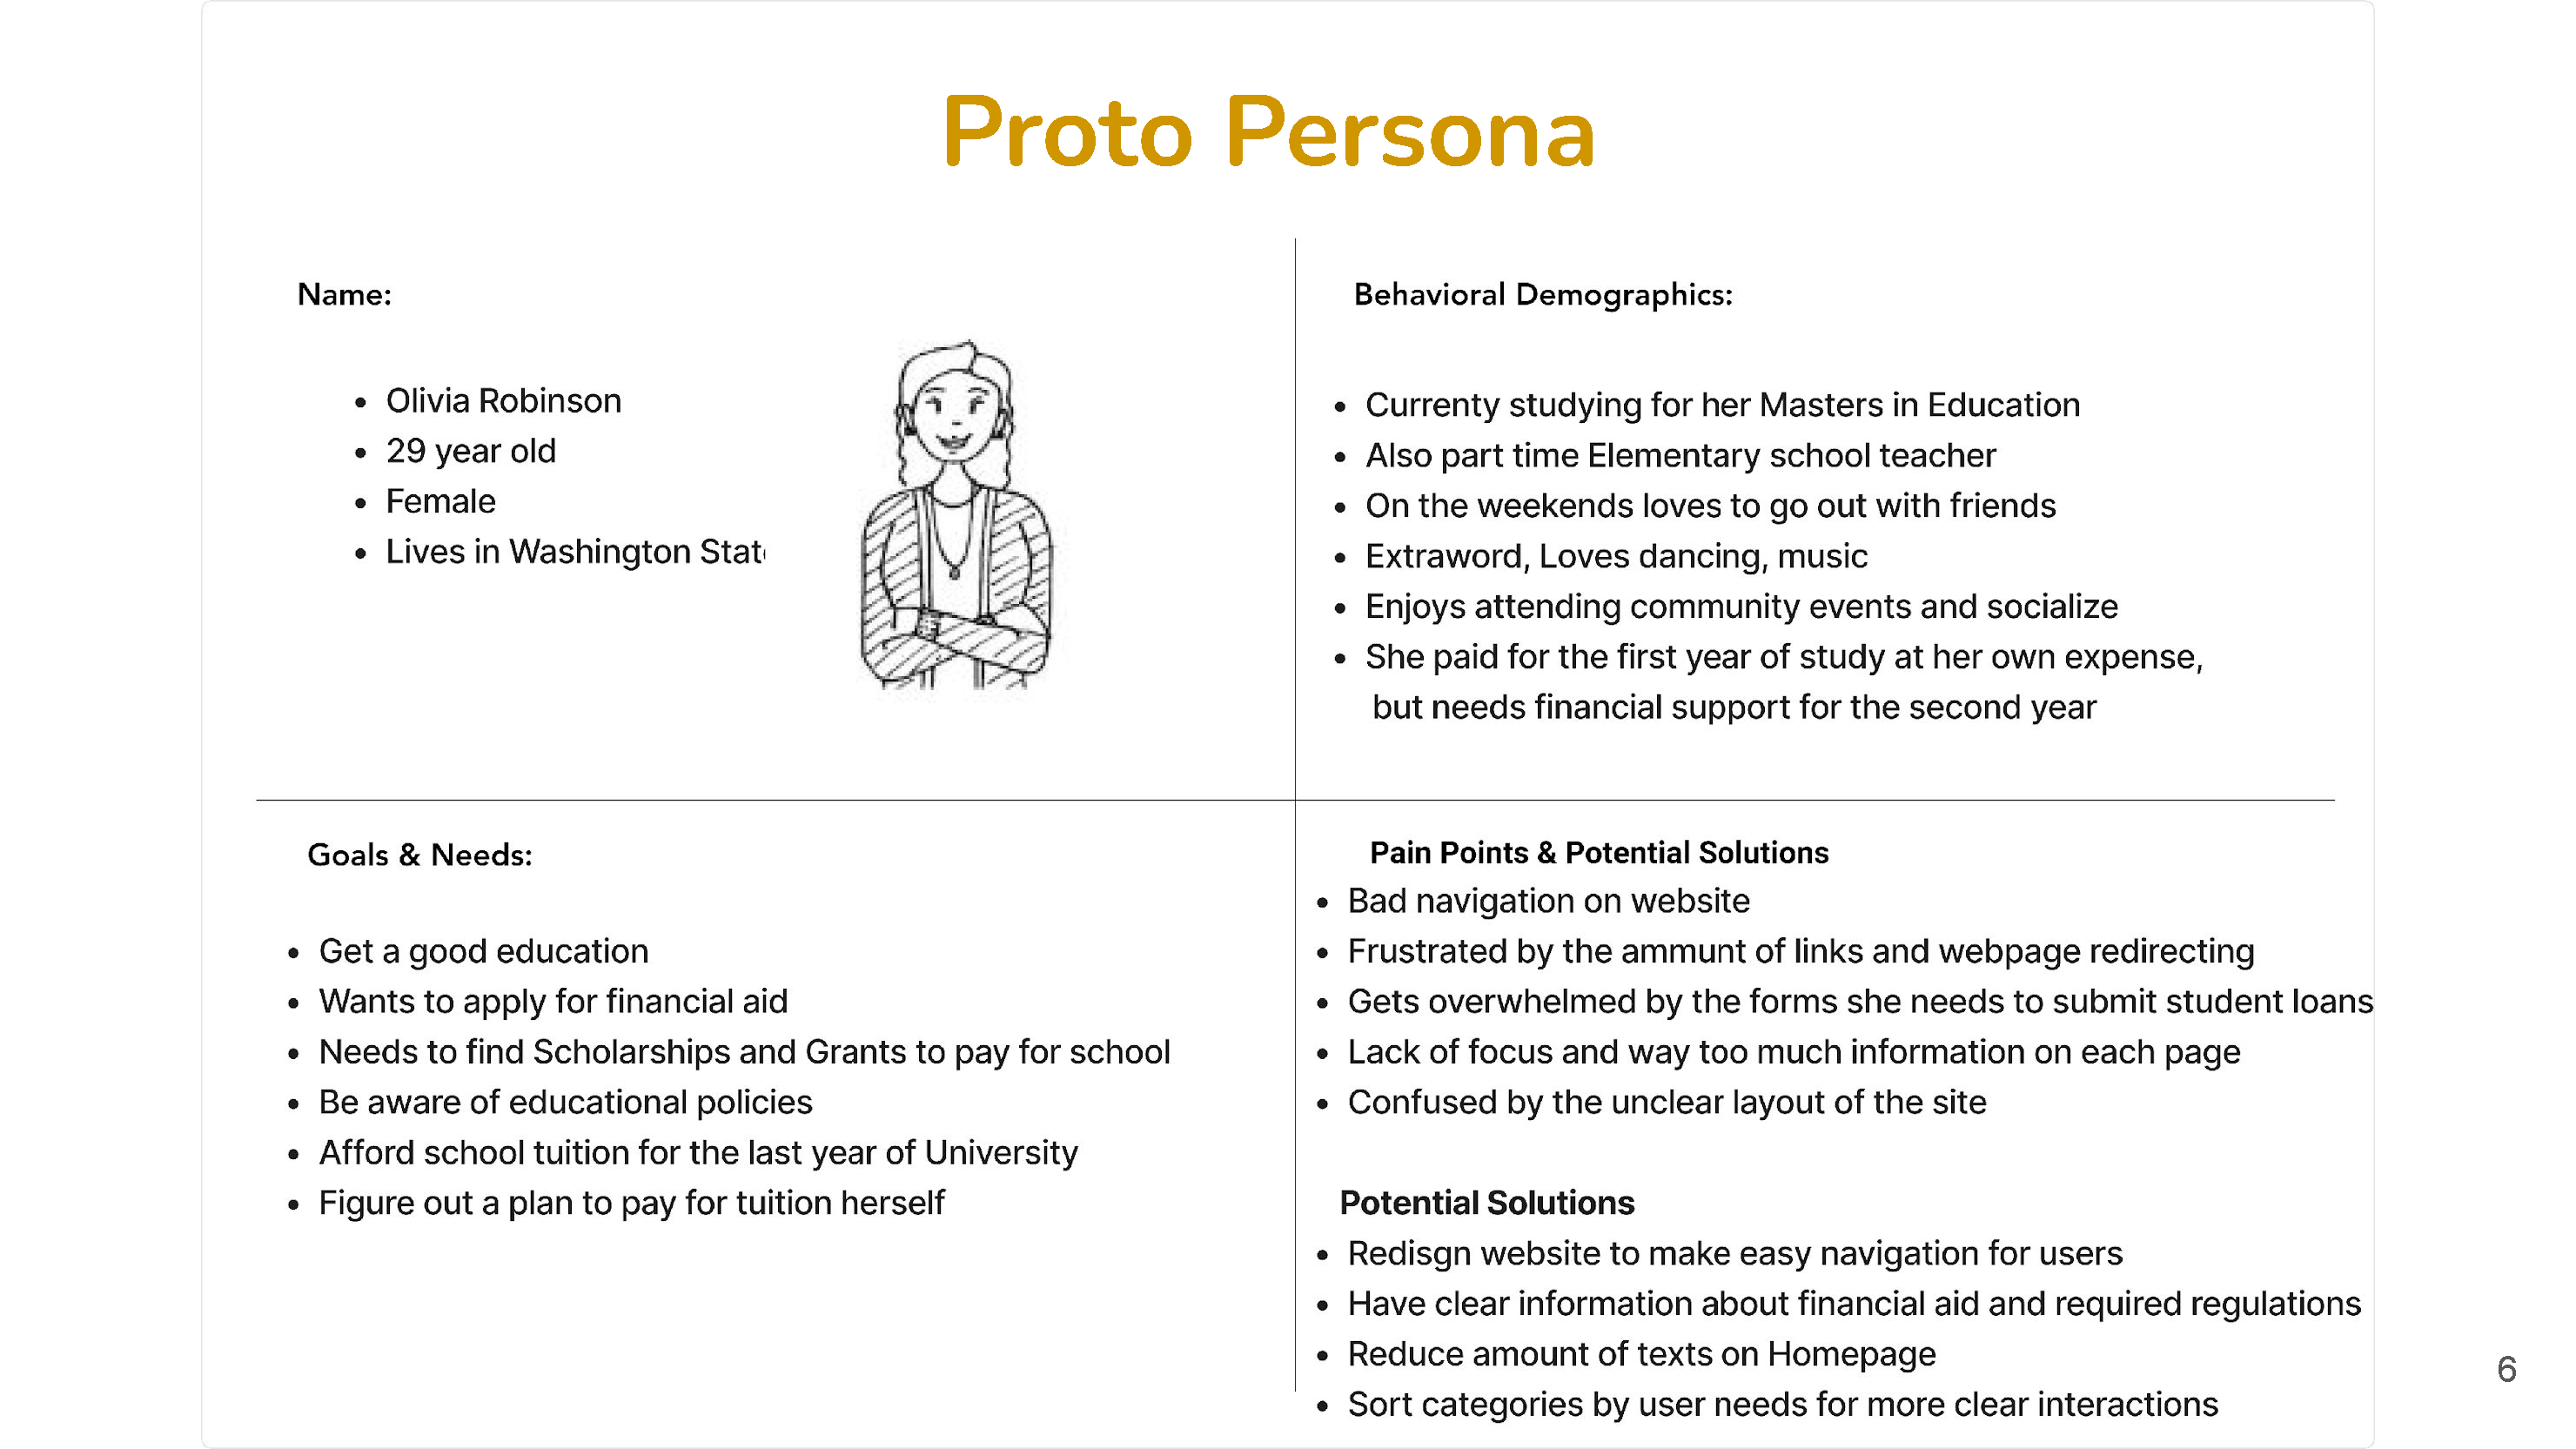 Proto Persona
Name:
• Olivia Robinson
• 29 year old
• Female
• Lives in Washington Stat
Behavioral Demographics:
• Currenty studying for her Masters in Education
• Also part time Elementary school teacher
• On the weekends loves to go out with friends
• Extraword, Loves dancing, music
• Enjoys attending community events and socialize
• She paid for the first year of study at her own expense,
but needs financial support for the second year
Goals & Needs:
• Get a good education
• Wants to apply for financial aid
• Needs to find Scholarships and Grants to pay for school
• Be aware of educational policies
• Afford school tuition for the last year of University
• Figure out a plan to pay for tuition herself
Pain Points & Potential Solutions
• Bad navigation on website
• Frustrated by the ammunt of links and webpage redirecting
• Gets overwhelmed by the forms she needs to submit student loans
• Lack of focus and way too much information on each page
• Confused by the unclear layout of the site
Potential Solutions
• Redisgn website to make easy navigation for users
• Have clear information about financial aid and required regulations
• Reduce amount of texts on Homepage
• Sort categories by user needs for more clear interactions
6